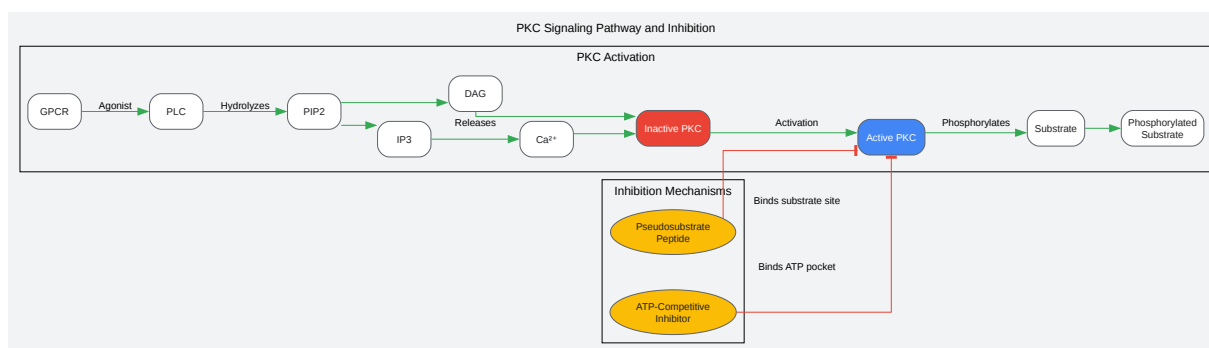 PKC Signaling Pathway and Inhibition
PKC Activation
GPCR
Agonist
PLC
Hydrolyzes
PIP2
DAG
IP3
Releases
Ca²⁺
Inactive PKC
Activation
Active PKC
Phosphorylates
Substrate
Phosphorylated
Substrate
Inhibition Mechanisms
Binds substrate site
Pseudosubstrate
Peptide
Binds ATP pocket
ATP-Competitive
Inhibitor